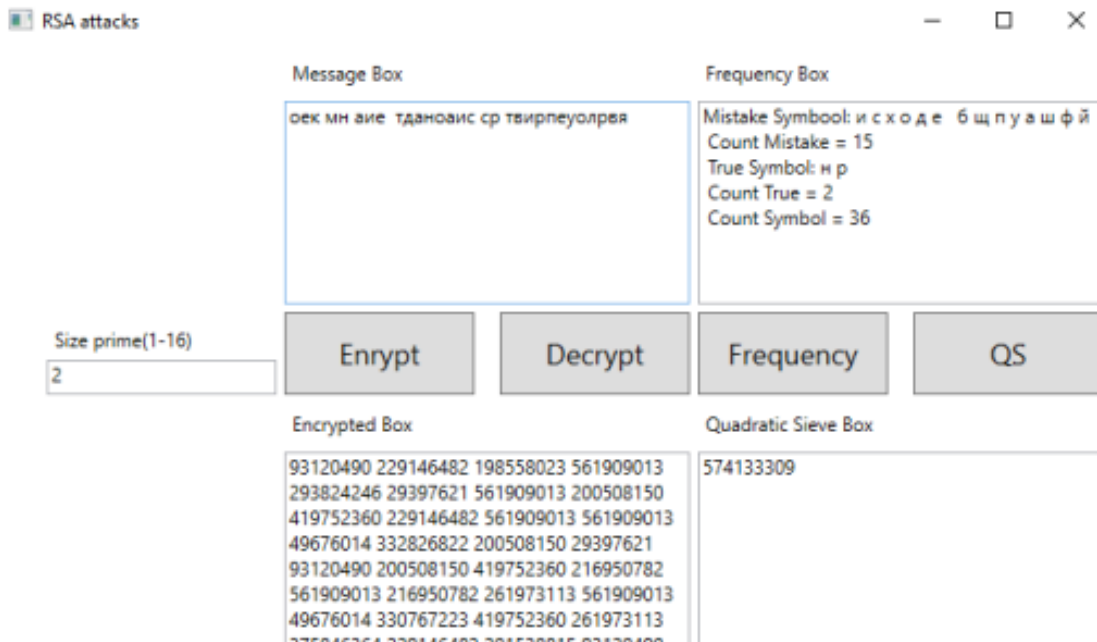 RSA attacks
Message Box
Frequency Box
оек мн аие  тданоаис ср твирпеуолрвя
Mistake Symbool: и с х о д е   б щ п у а ш ф й
Count Mistake = 15
True Symbol: н р
Count True = 2
Count Symbol = 36
Size prime(1-16)
2
Enrypt
Decrypt
Frequency
QS
Encrypted Box
Quadratic Sieve Box
93120490 229146482 198558023 561909013
293824246 29397621 561909013 200508150
419752360 229146482 561909013 561909013
49676014 332826822 200508150 29397621
93120490 200508150 419752360 216950782
561909013 216950782 261973113 561909013
49676014 330767223 419752360 261973113
574133309